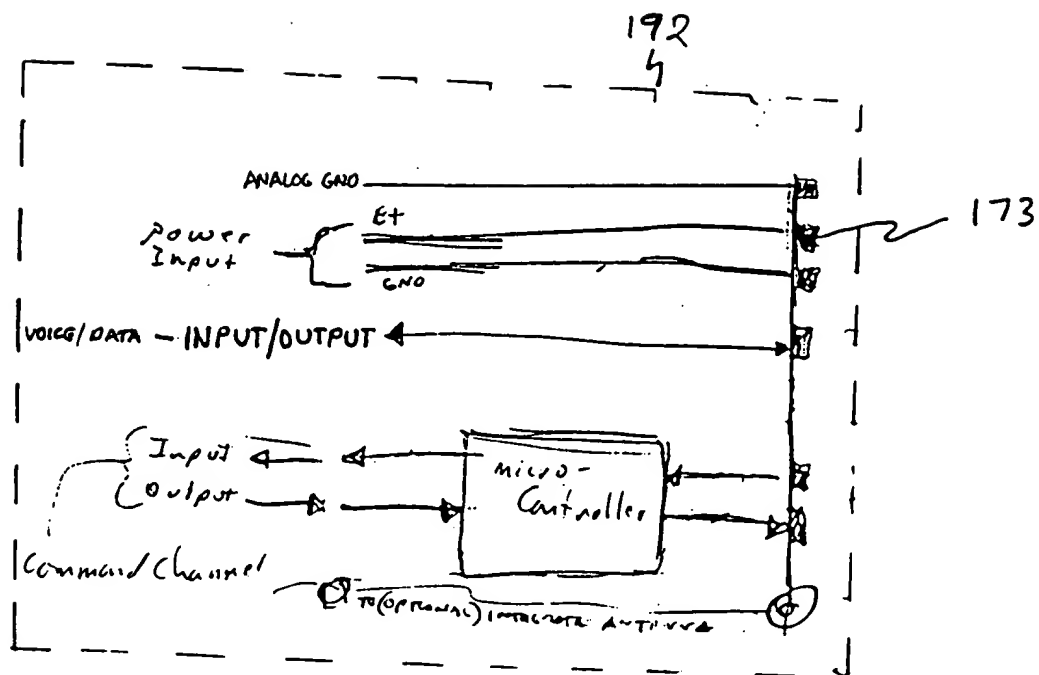 192
ANALOG GND
173
E+
Power
Input
GND
VOICE/DATA - INPUT/OUTPUT
Input
Output
Micro-
Controller
Command Channel
TO (OPTIONAL) INTEGRATE ANTENNA